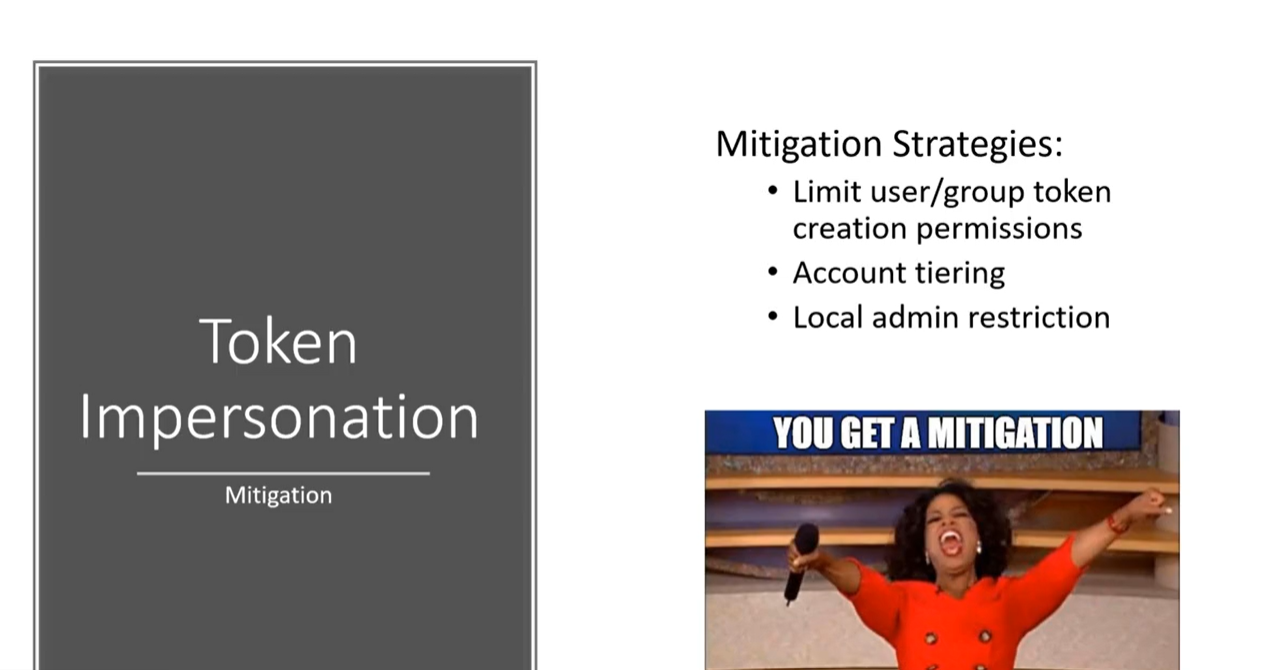 Token
Impersonation
Mitigation
Mitigation Strategies:
• Limit user/group token
creation permissions
• Account tiering
• Local admin restriction
YOU GET A MITIGATION